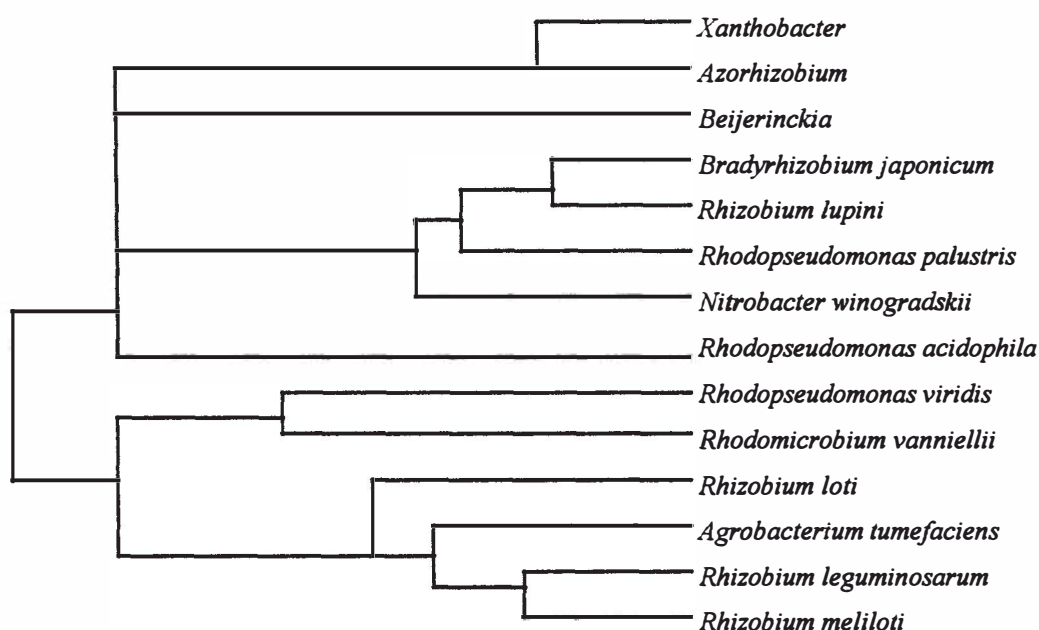 Xanthobacter
Azorhizobium
Beijerinckia
Bradyrhizobium japonicum
Rhizobium lupini
Rhodopseudomonas palustris
Nitrobacter winogradskii
Rhodopseudomonas acidophila
Rhodopseudomonas viridis
Rhodomicrobium vanniellii
Rhizobium loti
Agrobacterium tumefaciens
Rhizobium leguminosarum
Rhizobium meliloti